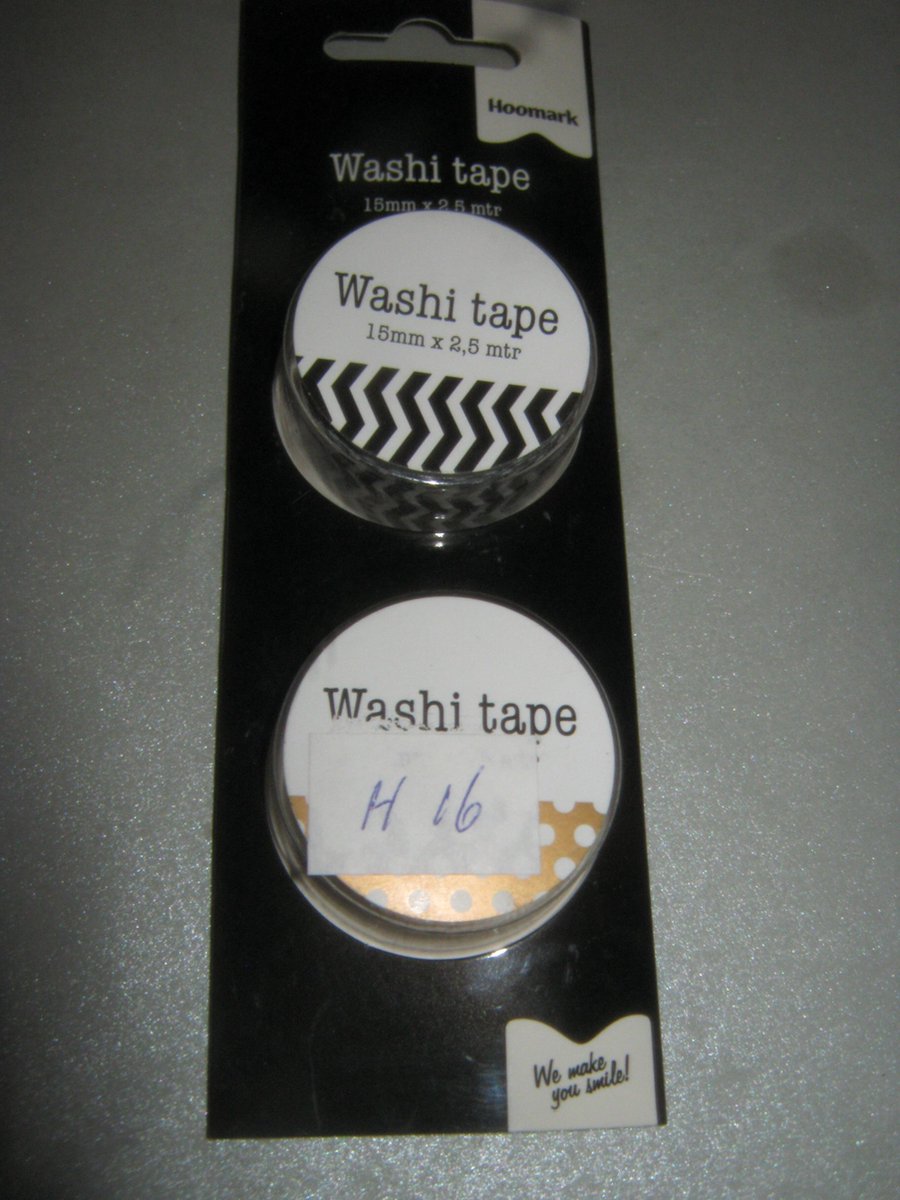 Hoomark
Washi tape
15mm x 2,5 mtr
Washi tape
15mm x 2,5 mtr
Washi tape
H 16
We make
you smile!